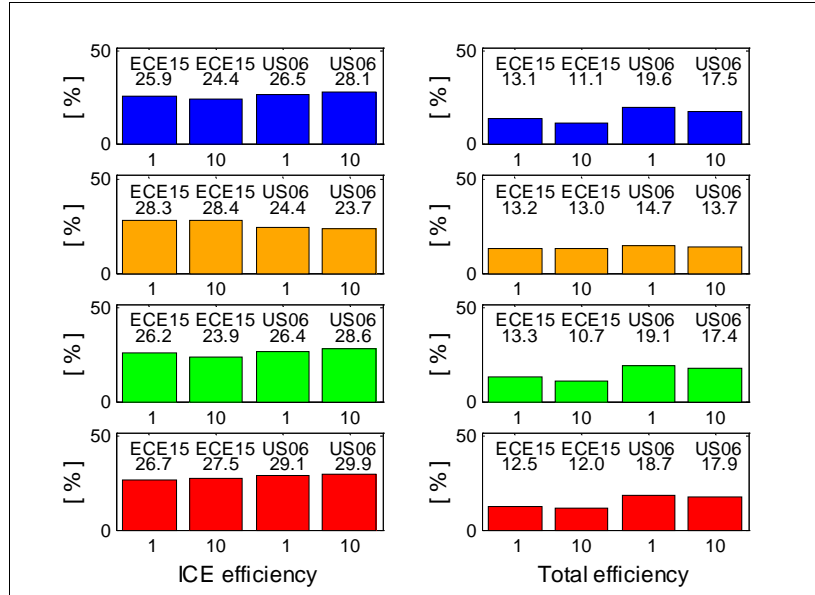 50
ECE15 ECE15 US06 US06
25.9 24.4 26.5 28.1
[ % ]
0
1 10 1 10
50
ECE15 ECE15 US06 US06
13.1 11.1 19.6 17.5
[ % ]
0
1 10 1 10
50
ECE15 ECE15 US06 US06
28.3 28.4 24.4 23.7
[ % ]
0
1 10 1 10
50
ECE15 ECE15 US06 US06
13.2 13.0 14.7 13.7
[ % ]
0
1 10 1 10
50
ECE15 ECE15 US06 US06
26.2 23.9 26.4 28.6
[ % ]
0
1 10 1 10
50
ECE15 ECE15 US06 US06
13.3 10.7 19.1 17.4
[ % ]
0
1 10 1 10
50
ECE15 ECE15 US06 US06
26.7 27.5 29.1 29.9
[ % ]
0
1 10 1 10
ICE efficiency
50
ECE15 ECE15 US06 US06
12.5 12.0 18.7 17.9
[ % ]
0
1 10 1 10
Total efficiency